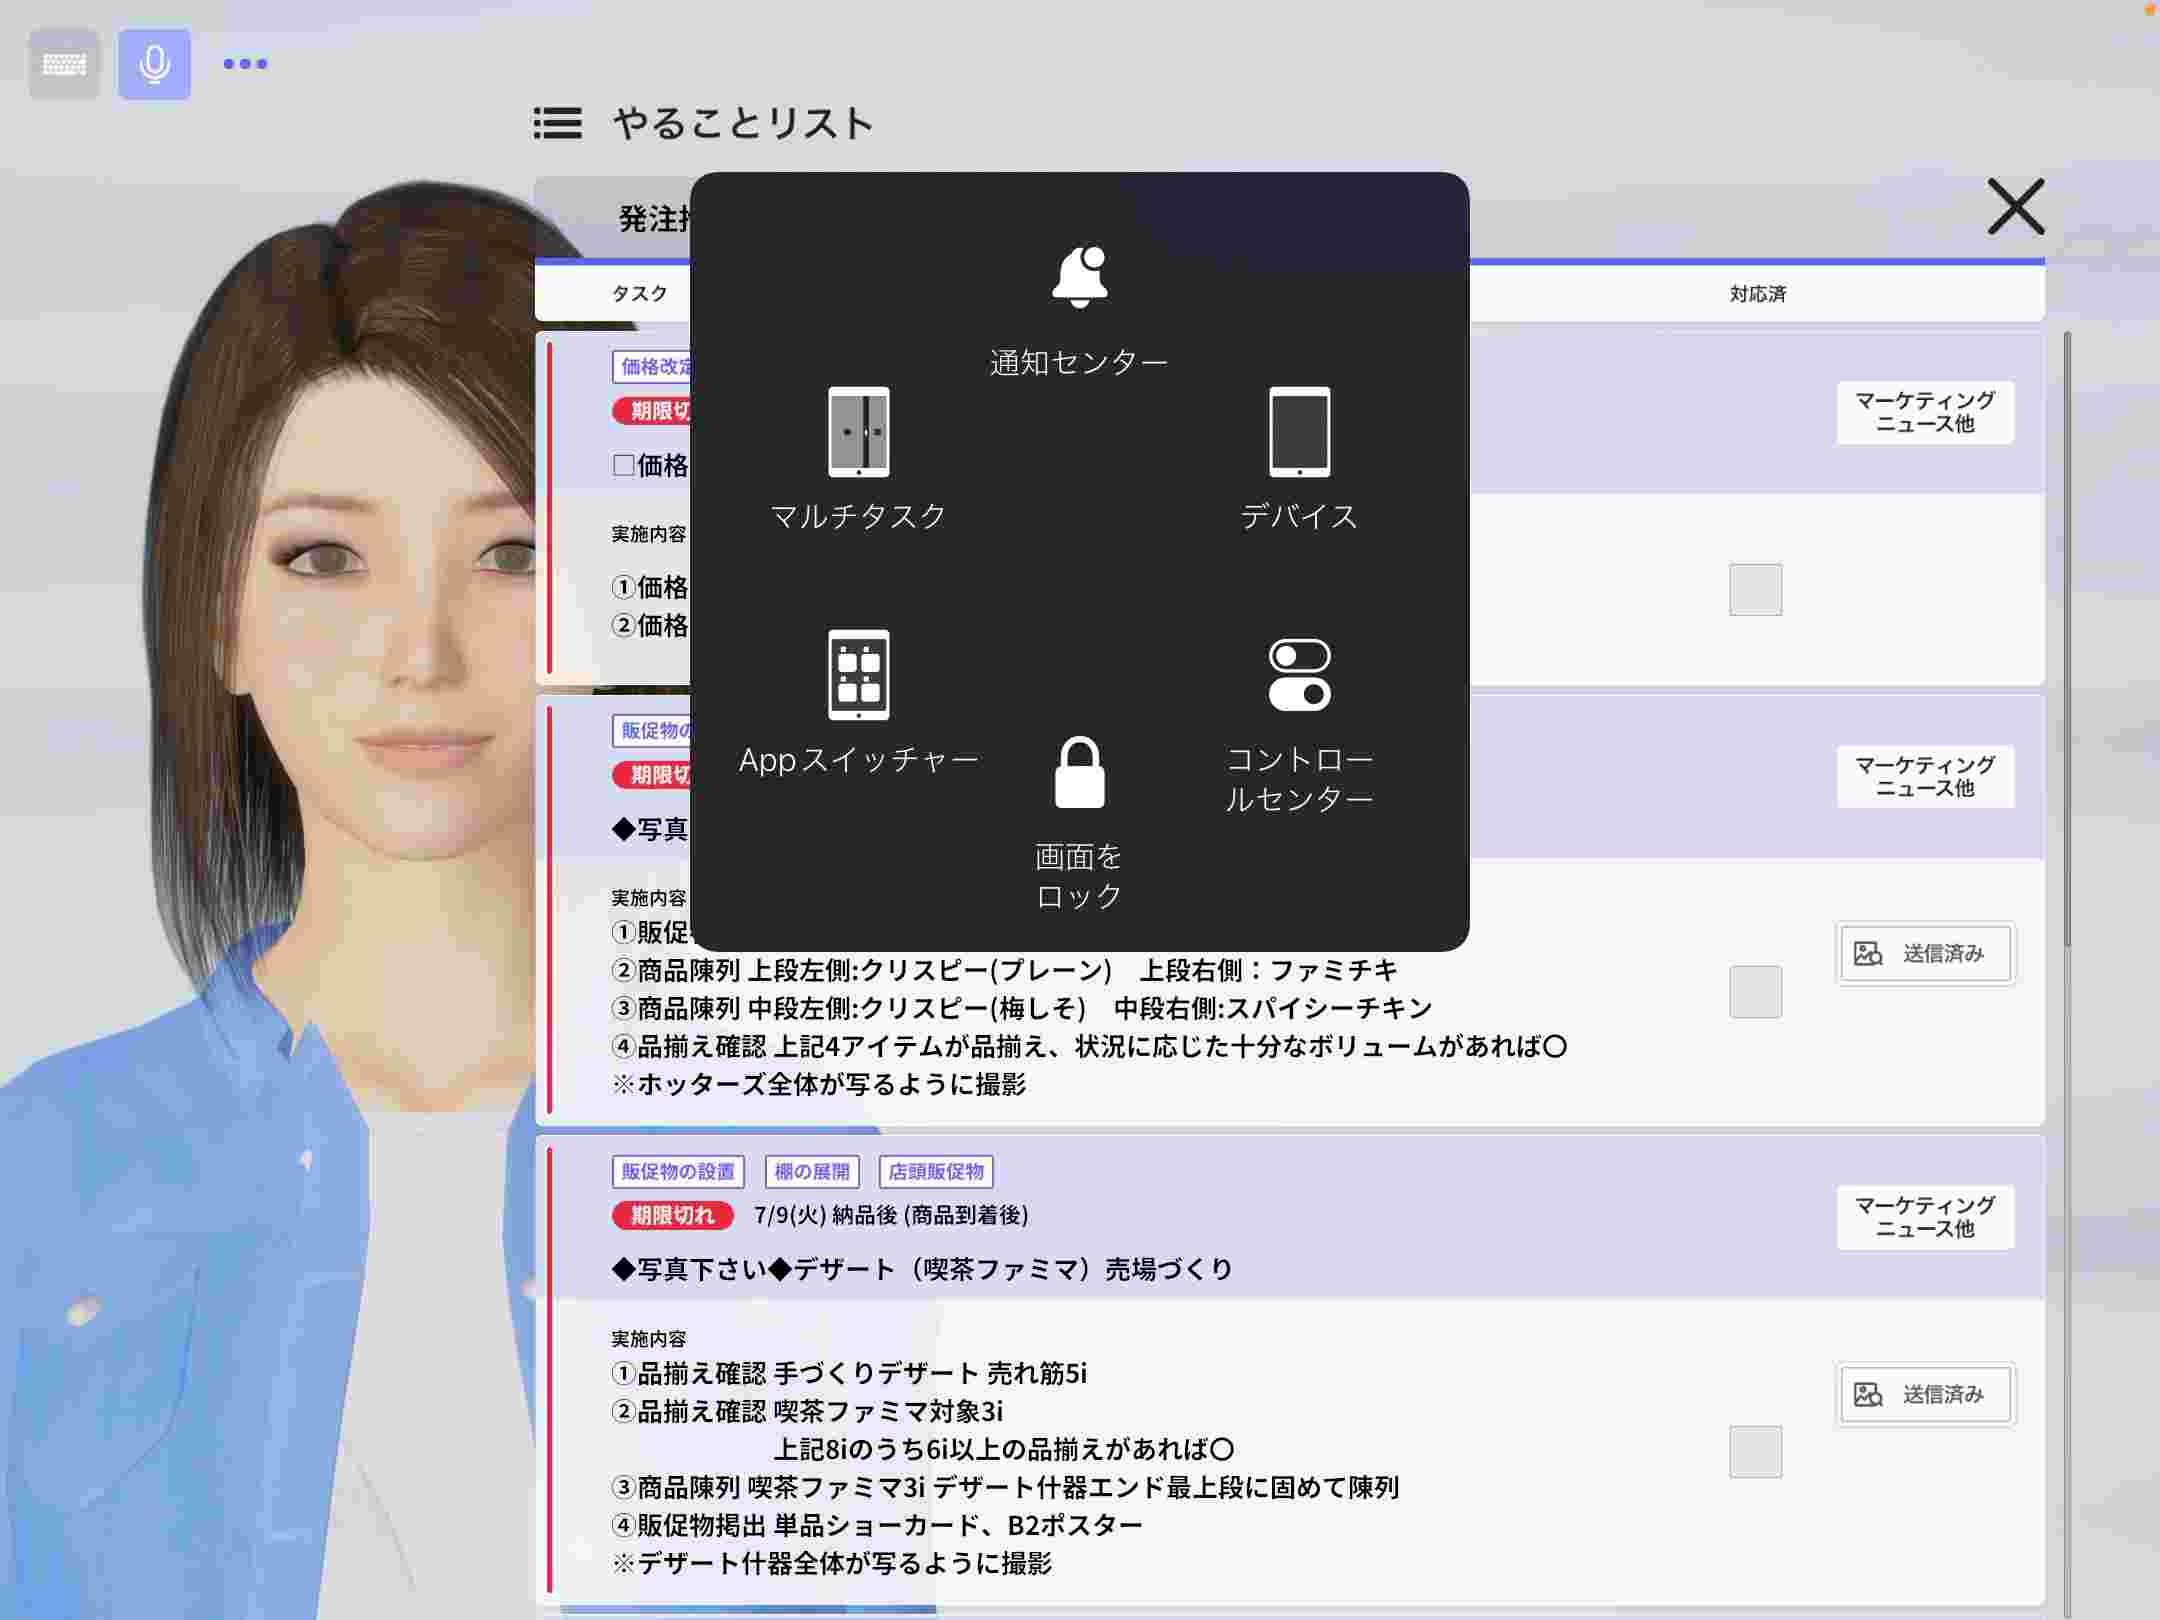 やることリスト
発注
タスク
対応済
価格改定
期限切
マーケティング
ニュース他
□価格
実施内容
①価格
②価格
通知センター
マルチタスク
デバイス
Appスイッチャー
コントロー
ルセンター
画面を
ロック
販促物の
期限切
マーケティング
ニュース他
◆写真
実施内容
①販促
②商品陳列 上段左側:クリスピー(プレーン)　上段右側：ファミチキ
③商品陳列 中段左側:クリスピー(梅しそ)　中段右側:スパイシーチキン
④品揃え確認 上記4アイテムが品揃え、状況に応じた十分なボリュームがあれば〇
※ホッターズ全体が写るように撮影
送信済み
販促物の設置 棚の展開 店頭販促物
期限切れ 7/9(火) 納品後 (商品到着後)
マーケティング
ニュース他
◆写真下さい◆デザート（喫茶ファミマ）売場づくり
実施内容
①品揃え確認 手づくりデザート 売れ筋5i
②品揃え確認 喫茶ファミマ対象3i
上記8iのうち6i以上の品揃えがあれば〇
③商品陳列 喫茶ファミマ3i デザート什器エンド最上段に固めて陳列
④販促物掲出 単品ショーカード、B2ポスター
※デザート什器全体が写るように撮影
送信済み